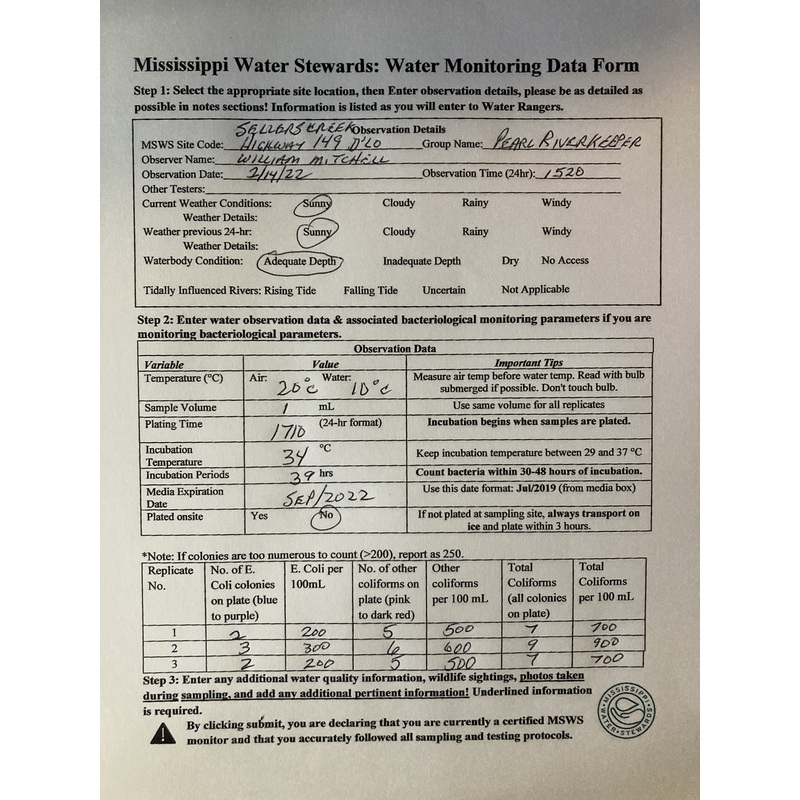 Mississippi Water Stewards: Water Monitoring Data Form
Step 1: Select the appropriate site location, then Enter observation details, please be as detailed as
possible in notes sections! Information is listed as you will enter to Water Rangers.
SELLERS CREEK Observation Details
MSWS Site Code: HIGHWAY 149 D'LO Group Name: PEARL RIVERKEEPER
Observer Name: WILLIAM MITCHELL
Observation Date: 2/14/22 Observation Time (24hr): 1520
Other Testers:
Current Weather Conditions: Sunny Cloudy Rainy Windy
Weather Details:
Weather previous 24-hr: Sunny Cloudy Rainy Windy
Weather Details:
Waterbody Condition: Adequate Depth Inadequate Depth Dry No Access
Tidally Influenced Rivers: Rising Tide Falling Tide Uncertain Not Applicable
Step 2: Enter water observation data & associated bacteriological monitoring parameters if you are
monitoring bacteriological parameters.
Observation Data
Variable Value Important Tips
Temperature (°C) Air: 20°C Water: 10°C Measure air temp before water temp. Read with bulb
submerged if possible. Don't touch bulb.
Sample Volume 1 mL Use same volume for all replicates
Plating Time 1710 (24-hr format) Incubation begins when samples are plated.
Incubation
Temperature 34 °C Keep incubation temperature between 29 and 37 °C
Incubation Periods 39 hrs Count bacteria within 30-48 hours of incubation.
Media Expiration
Date SEP/2022 Use this date format: Jul/2019 (from media box)
Plated onsite Yes No If not plated at sampling site, always transport on
ice and plate within 3 hours.
*Note: If colonies are too numerous to count (>200), report as 250.
Replicate No. of E. E. Coli per No. of other Other Total Total
No. Coli colonies 100mL coliforms on coliforms Coliforms Coliforms
on plate (blue plate (pink per 100 mL (all colonies per 100 mL
to purple) to dark red) on plate)
1 2 200 5 500 7 700
2 3 300 6 600 9 900
3 2 200 5 500 7 700
Step 3: Enter any additional water quality information, wildlife sightings, photos taken
during sampling, and add any additional pertinent information! Underlined information
is required.
By clicking submit, you are declaring that you are currently a certified MSWS
monitor and that you accurately followed all sampling and testing protocols.
MISSISSIPPI
WATER STEWARDS